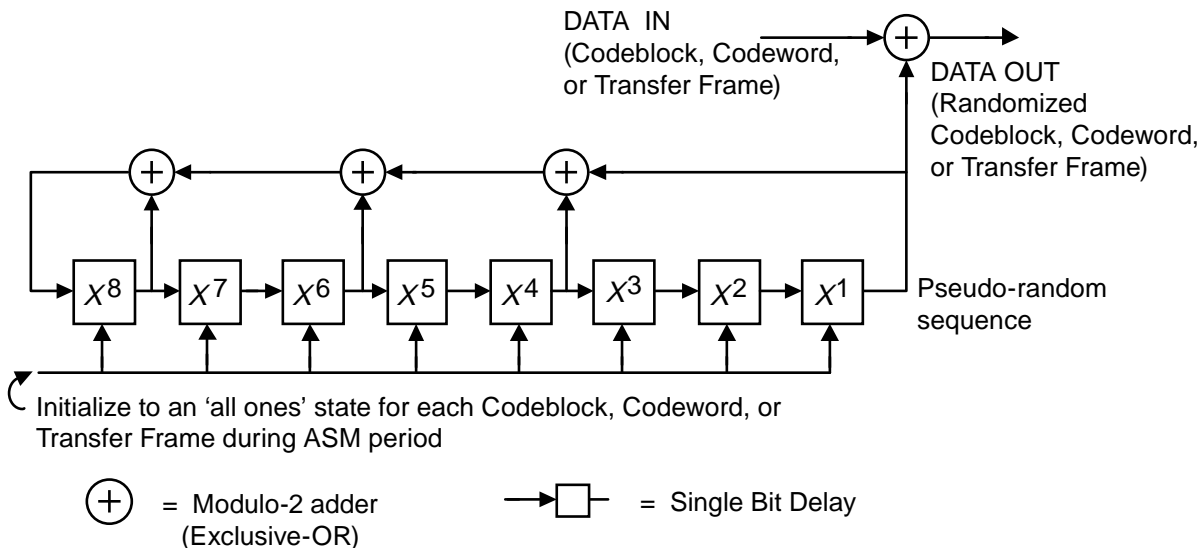 DATA IN
(Codeblock, Codeword,
or Transfer Frame)
+
DATA OUT
(Randomized
Codeblock, Codeword,
or Transfer Frame)
+
+
+
X8
X7
X6
X5
X4
X3
X2
X1
Pseudo-random
sequence
Initialize to an ‘all ones’ state for each Codeblock, Codeword, or
Transfer Frame during ASM period
+
= Modulo-2 adder
(Exclusive-OR)
= Single Bit Delay